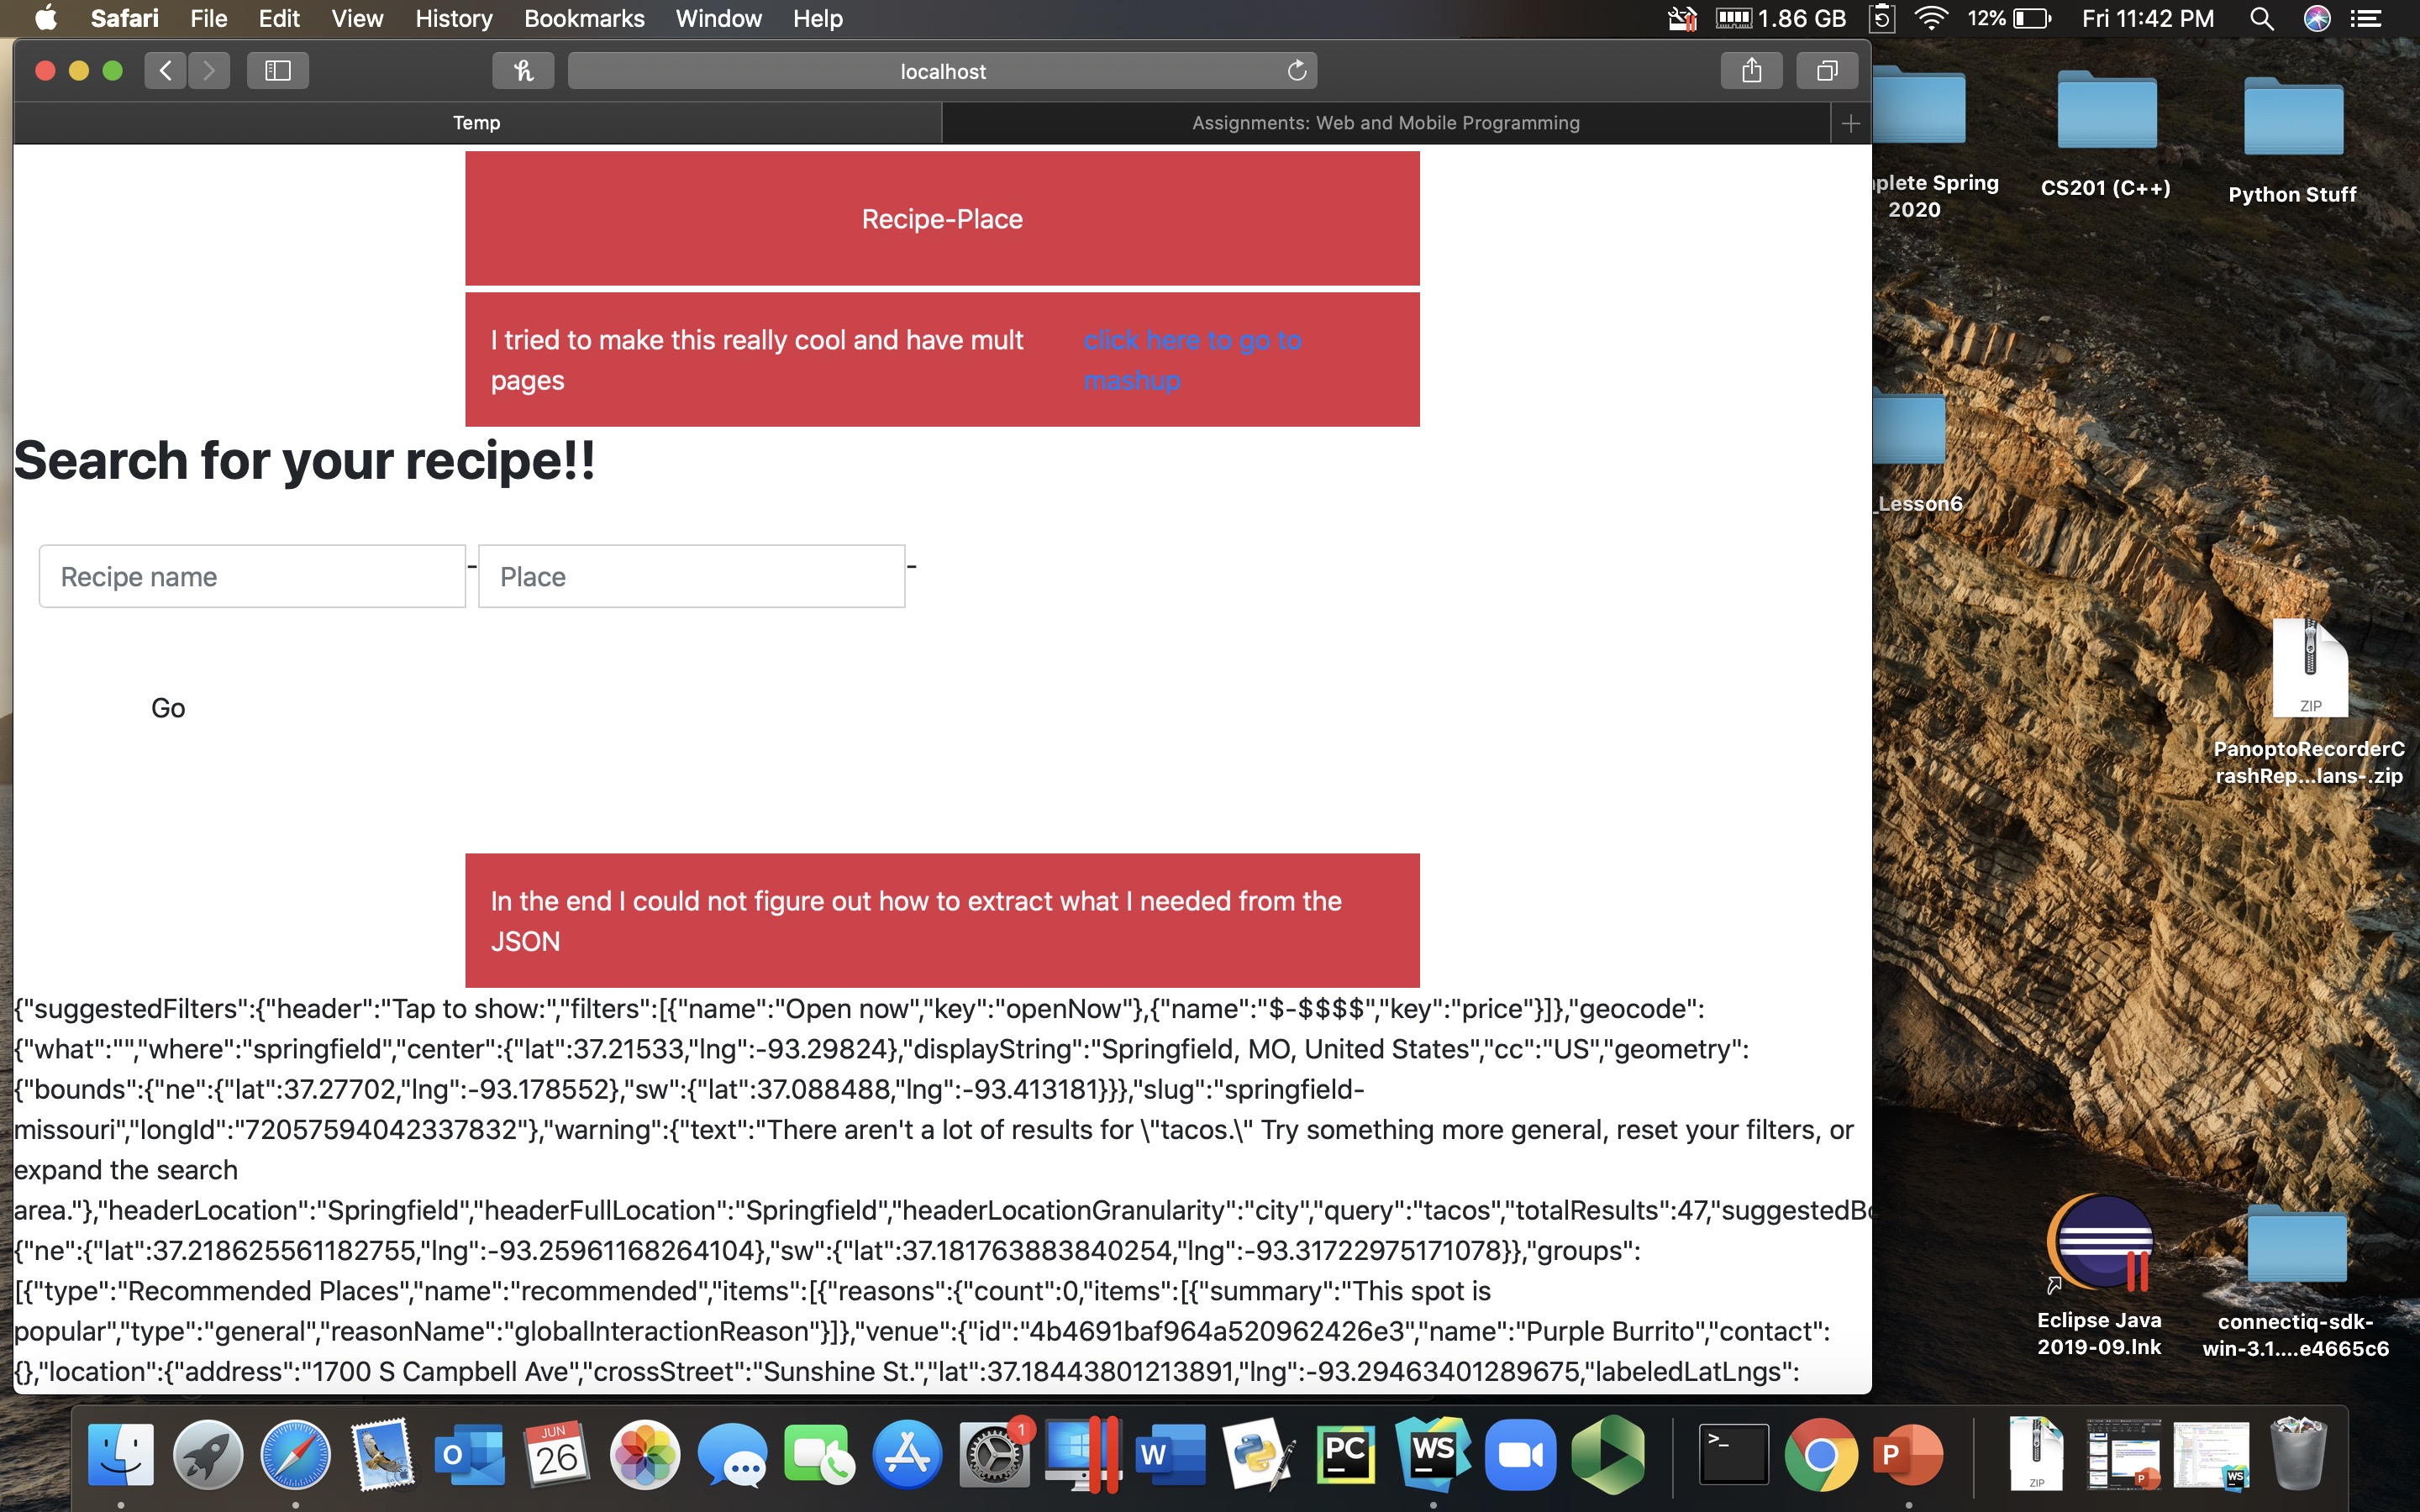 Safari File Edit View History Bookmarks Window Help
1.86 GB 12% Fri 11:42 PM
localhost
Temp
Assignments: Web and Mobile Programming
Recipe-Place
I tried to make this really cool and have mult
pages
click here to go to
mashup
Search for your recipe!!
Recipe name
-
Place
-
Go
In the end I could not figure out how to extract what I needed from the
JSON
{"suggestedFilters":{"header":"Tap to show:","filters":[{"name":"Open now","key":"openNow"},{"name":"$-$$$$","key":"price"}]},"geocode":
{"what":"","where":"springfield","center":{"lat":37.21533,"lng":-93.29824},"displayString":"Springfield, MO, United States","cc":"US","geometry":
{"bounds":{"ne":{"lat":37.27702,"lng":-93.178552},"sw":{"lat":37.088488,"lng":-93.413181}}},"slug":"springfield-
missouri","longId":"72057594042337832"},"warning":{"text":"There aren't a lot of results for \"tacos.\" Try something more general, reset your filters, or
expand the search
area."},"headerLocation":"Springfield","headerFullLocation":"Springfield","headerLocationGranularity":"city","query":"tacos","totalResults":47,"suggestedBo
{"ne":{"lat":37.218625561182755,"lng":-93.25961168264104},"sw":{"lat":37.181763883840254,"lng":-93.31722975171078}},"groups":
[{"type":"Recommended Places","name":"recommended","items":[{"reasons":{"count":0,"items":[{"summary":"This spot is
popular","type":"general","reasonName":"globalInteractionReason"}]},"venue":{"id":"4b4691baf964a520962426e3","name":"Purple Burrito","contact":
{},"location":{"address":"1700 S Campbell Ave","crossStreet":"Sunshine St.","lat":37.18443801213891,"lng":-93.29463401289675,"labeledLatLngs":
plete Spring
2020
CS201 (C++)
Python Stuff
_Lesson6
ZIP
PanoptoRecorderC
rashRep...lans-.zip
Eclipse Java
2019-09.lnk
connectiq-sdk-
win-3.1....e4665c6
O
JUN
26
1
W
PC
WS
>_
P
ZIP
P
WS